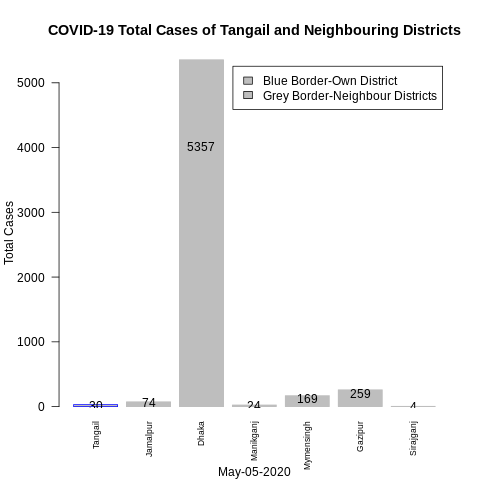 COVID-19 Total Cases of Tangail and Neighbouring Districts
Blue Border-Own District
Grey Border-Neighbour Districts
Total Cases
5000
4000
3000
2000
1000
0
30
74
5357
24
169
259
4
Tangail
Jamalpur
Dhaka
Manikganj
Mymensingh
Gazipur
Sirajganj
May-05-2020